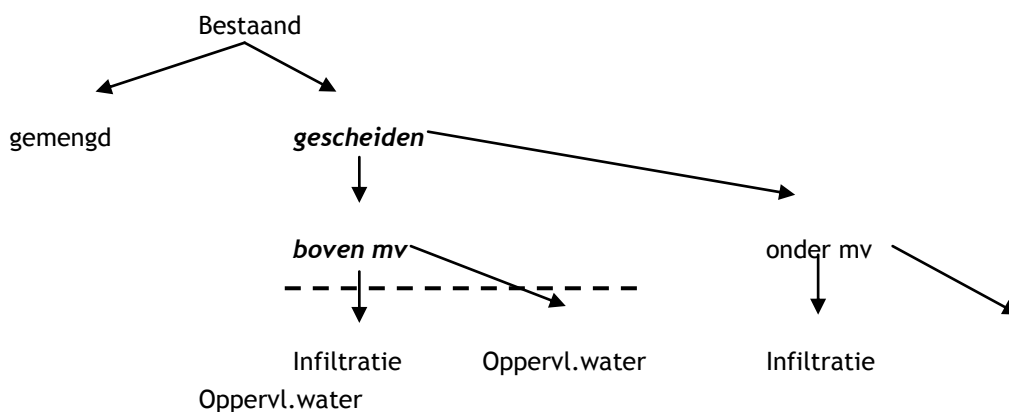 Bestaand
gemengd gescheiden
boven mv onder mv
Infiltratie Oppervl.water Infiltratie
Oppervl.water